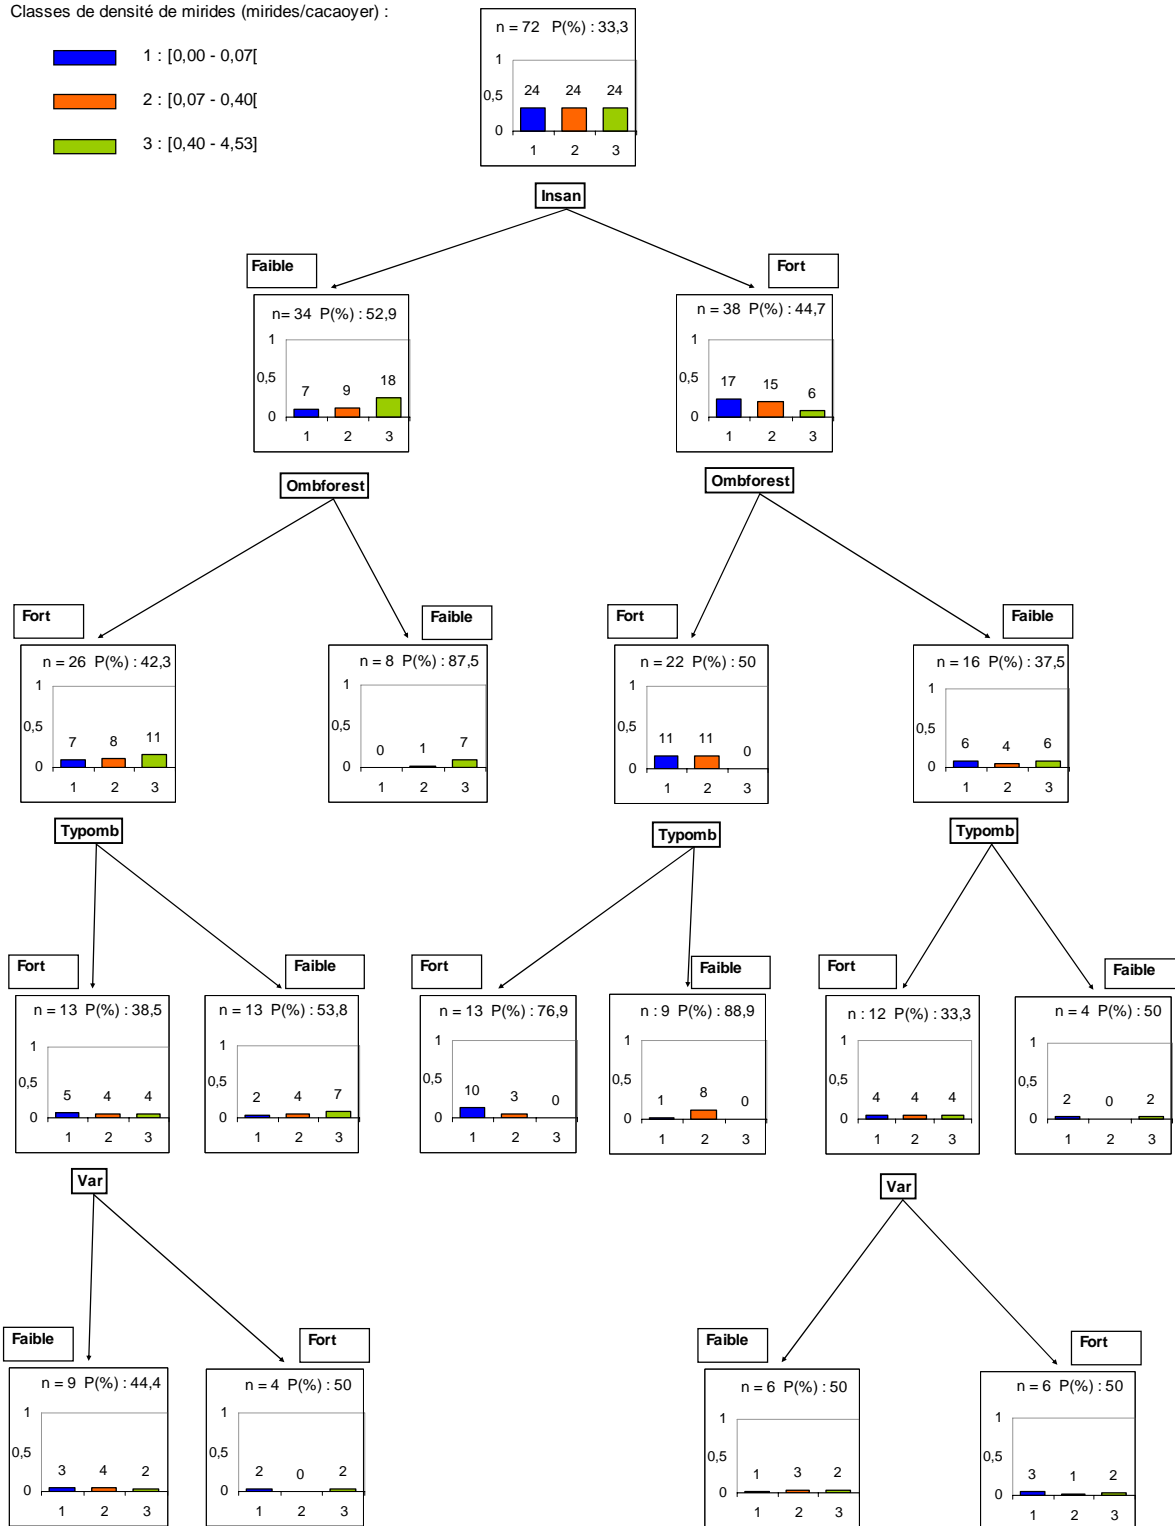 Classes de densité de mirides (mirides/cacaoyer) :
1 : [0,00 - 0,07[
2 : [0,07 - 0,40[
3 : [0,40 - 4,53]
n = 72 P(%) : 33,3
1
0,5
0
24 24 24
1 2 3
Insan
Faible
Fort
n= 34 P(%) : 52,9
1
0,5
0
7 9 18
1 2 3
n = 38 P(%) : 44,7
1
0,5
0
17 15 6
1 2 3
Ombforest
Ombforest
Fort
Faible
Fort
Faible
n = 26 P(%) : 42,3
1
0,5
0
7 8 11
1 2 3
n = 8 P(%) : 87,5
1
0,5
0
0 1 7
1 2 3
n = 22 P(%) : 50
1
0,5
0
11 11 0
1 2 3
n = 16 P(%) : 37,5
1
0,5
0
6 4 6
1 2 3
Typomb
Typomb
Typomb
Fort
Faible
Fort
Faible
Fort
Faible
n = 13 P(%) : 38,5
1
0,5
0
5 4 4
1 2 3
n = 13 P(%) : 53,8
1
0,5
0
2 4 7
1 2 3
n = 13 P(%) : 76,9
1
0,5
0
10 3 0
1 2 3
n : 9 P(%) : 88,9
1
0,5
0
1 8 0
1 2 3
n : 12 P(%) : 33,3
1
0,5
0
4 4 4
1 2 3
n = 4 P(%) : 50
1
0,5
0
2 0 2
1 2 3
Var
Var
Faible
Fort
Faible
Fort
n = 9 P(%) : 44,4
1
0,5
0
3 4 2
1 2 3
n = 4 P(%) : 50
1
0,5
0
2 0 2
1 2 3
n = 6 P(%) : 50
1
0,5
0
1 3 2
1 2 3
n = 6 P(%) : 50
1
0,5
0
3 1 2
1 2 3